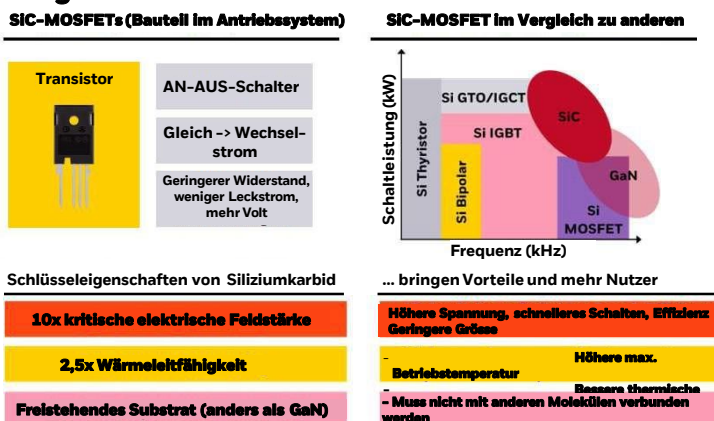 SiC-MOSFETs (Bauteil im Antriebssystem)
Transistor
AN-AUS-Schalter
Gleich -> Wechsel-
strom
Geringerer Widerstand,
weniger Leckstrom,
mehr Volt
SiC-MOSFET im Vergleich zu anderen
Schaltleistung (kW)
Si Thyristor
Si GTO/IGCT
Si IGBT
Si Bipolar
SiC
GaN
Si
MOSFET
Frequenz (kHz)
Schlüsseleigenschaften von Siliziumkarbid
10x kritische elektrische Feldstärke
2,5x Wärmeleitfähigkeit
Freistehendes Substrat (anders als GaN)
... bringen Vorteile und mehr Nutzer
Höhere Spannung, schnelleres Schalten, Effizienz
Geringere Grösse
- Höhere max.
Betriebstemperatur
- Bessere thermische
- Muss nicht mit anderen Molekülen verbunden
werden